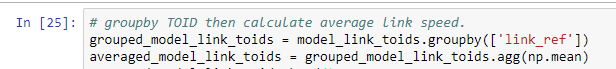 In [25]: # groupby TOID then calculate average link speed.
grouped_model_link_toids = model_link_toids.groupby(['link_ref'])
averaged_model_link_toids = grouped_model_link_toids.agg(np.mean)